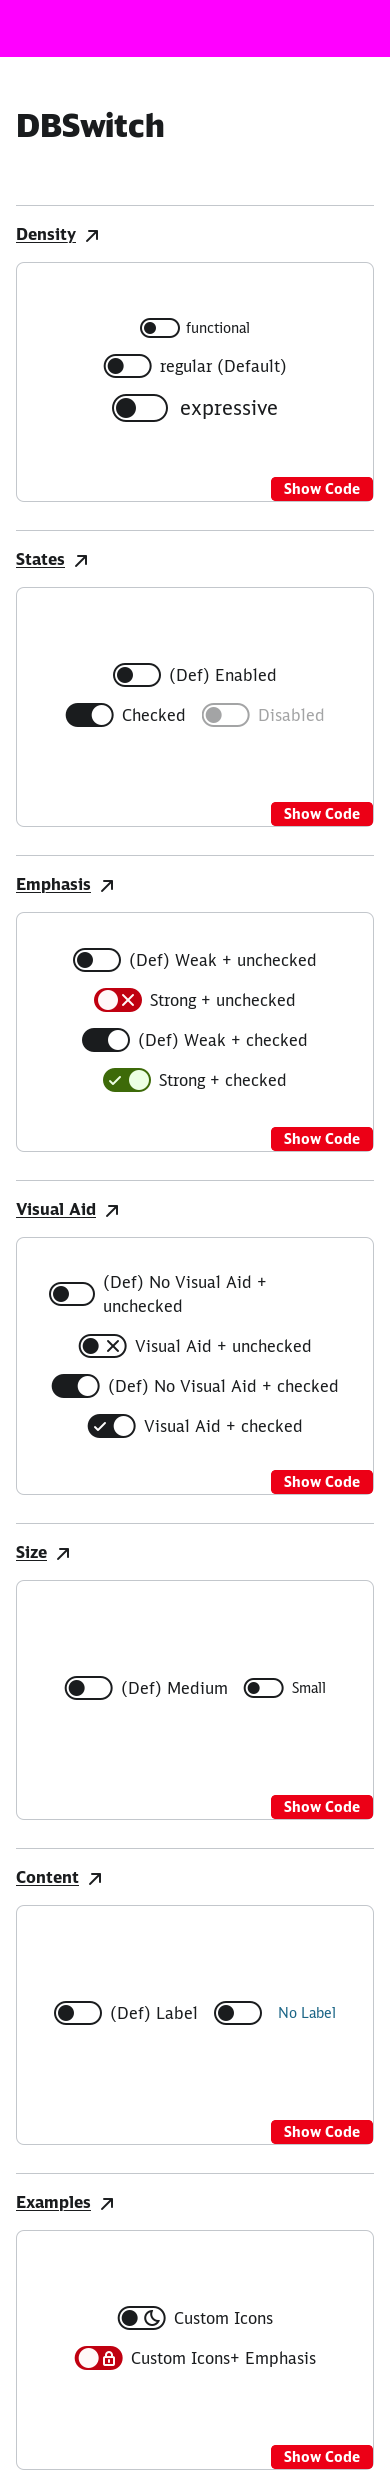 DBSwitch
Density
functional
regular (Default)
expressive
Show Code
States
(Def) Enabled
Checked Disabled
Show Code
Emphasis
(Def) Weak + unchecked
Strong + unchecked
(Def) Weak + checked
Strong + checked
Show Code
Visual Aid
(Def) No Visual Aid +
unchecked
Visual Aid + unchecked
(Def) No Visual Aid + checked
Visual Aid + checked
Show Code
Size
(Def) Medium Small
Show Code
Content
(Def) Label No Label
Show Code
Examples
Custom Icons
Custom Icons+ Emphasis
Show Code